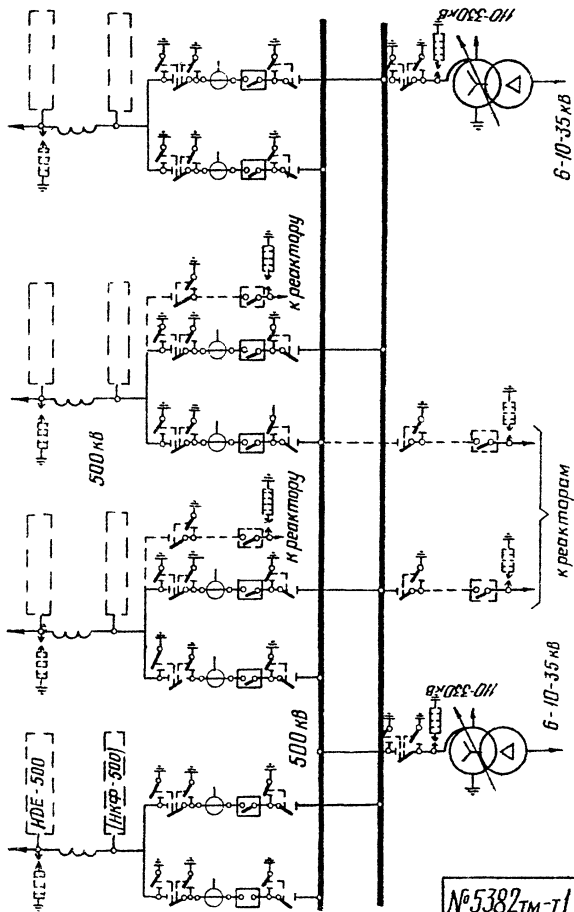 110-330кв
6-10-35 кв
к реактору
500 кв
к реактору
к реакторам
110-330кв
500 кв
6-10-35 кв
НДЕ-500
НКФ-500
№5382тм-т1